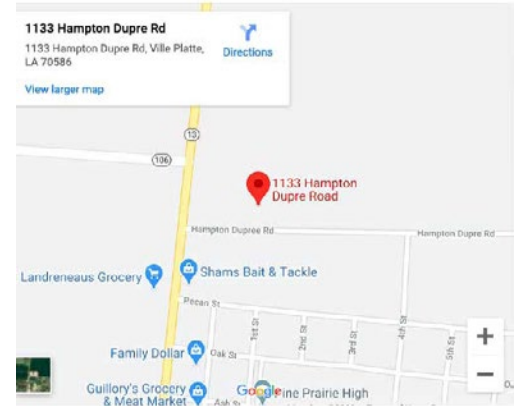 1133 Hampton Dupre Rd
1133 Hampton Dupre Rd, Ville Platte,
LA 70586
Directions
View larger map
13
106
1133 Hampton
Dupre Road
Hampton Dupree Rd
Hampton Dupre Rd
Landreneaus Grocery
Shams Bait & Tackle
Pecan St
1st St
2nd St
3rd St
4th St
5th St
Family Dollar
Oak St
Guillory's Grocery
& Meat Market
Ash St
Google
ine Prairie High
+
−